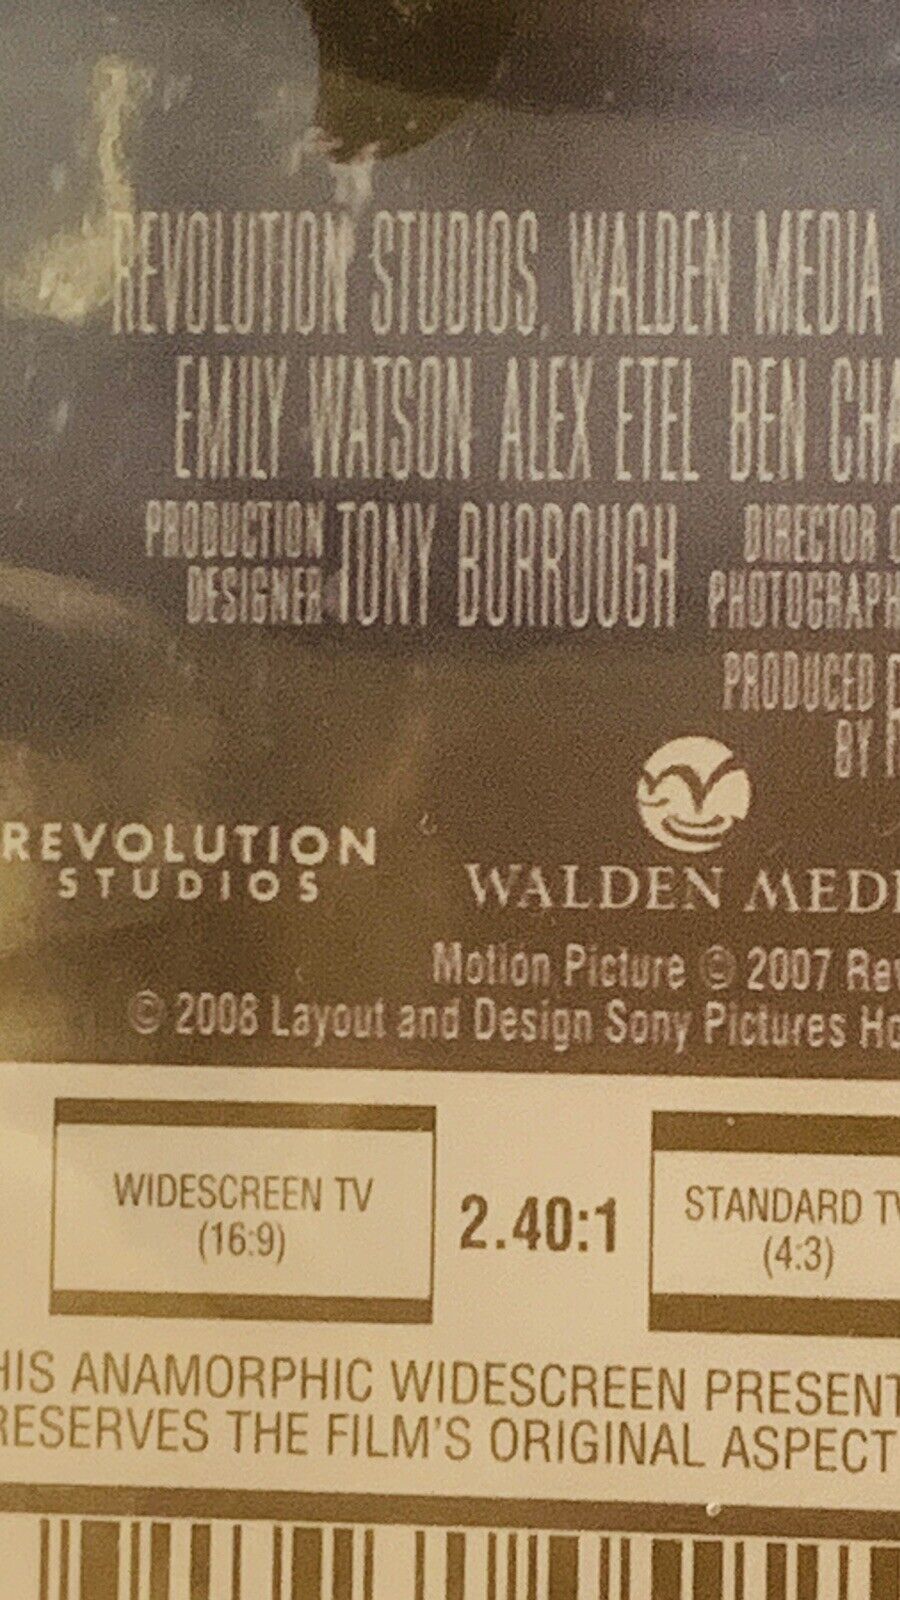 REVOLUTION STUDIOS, WALDEN MEDIA
EMILY WATSON ALEX ETEL BEN CHA
PRODUCTION DESIGNER TONY BURROUGH DIRECTOR O PHOTOGRAPH
PRODUCED BY
REVOLUTION
STUDIOS
WALDEN MEDI
Motion Picture © 2007 Rev
© 2008 Layout and Design Sony Pictures Ho
WIDESCREEN TV
(16:9)
2.40:1
STANDARD TV
(4:3)
HIS ANAMORPHIC WIDESCREEN PRESENT
RESERVES THE FILM'S ORIGINAL ASPECT